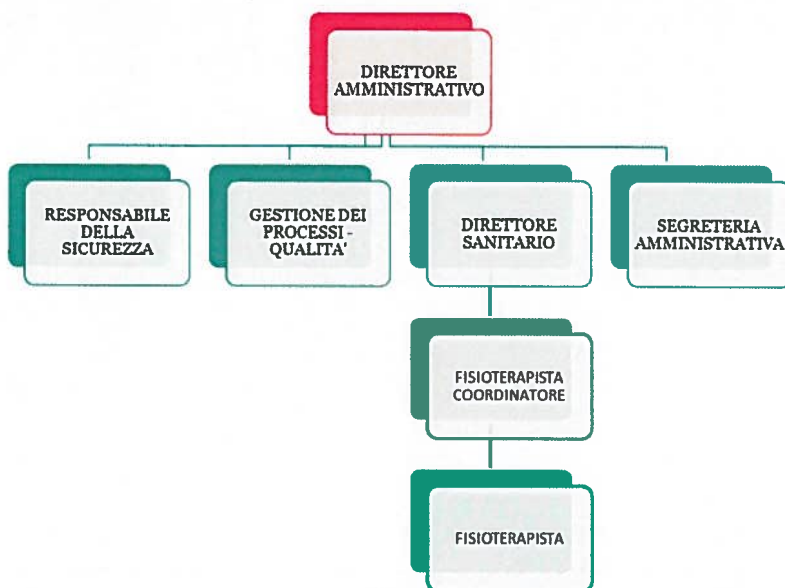 DIRETTORE
AMMINISTRATIVO
RESPONSABILE
DELLA
SICUREZZA
GESTIONE DEI
PROCESSI -
QUALITA'
DIRETTORE
SANITARIO
SEGRETERIA
AMMINISTRATIVA
FISIOTERAPISTA
COORDINATORE
FISIOTERAPISTA